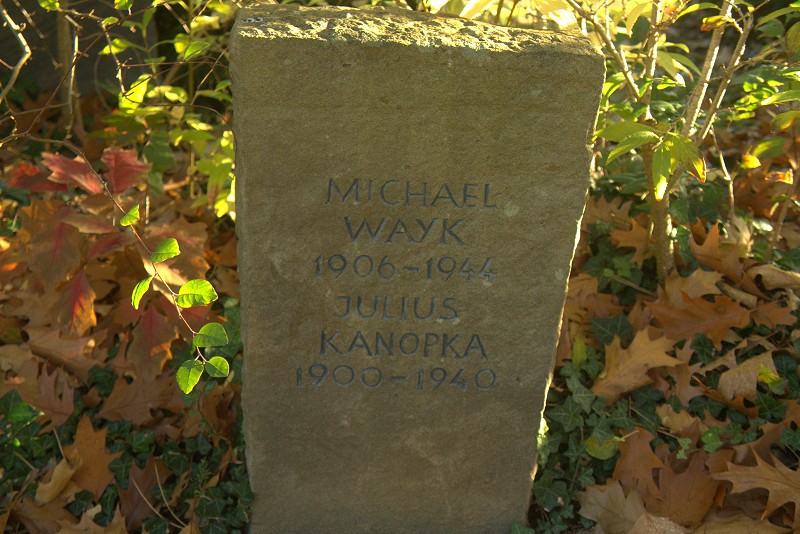 MICHAEL
WAYK
1906-1944
JULIUS
KANOPKA
1900-1940